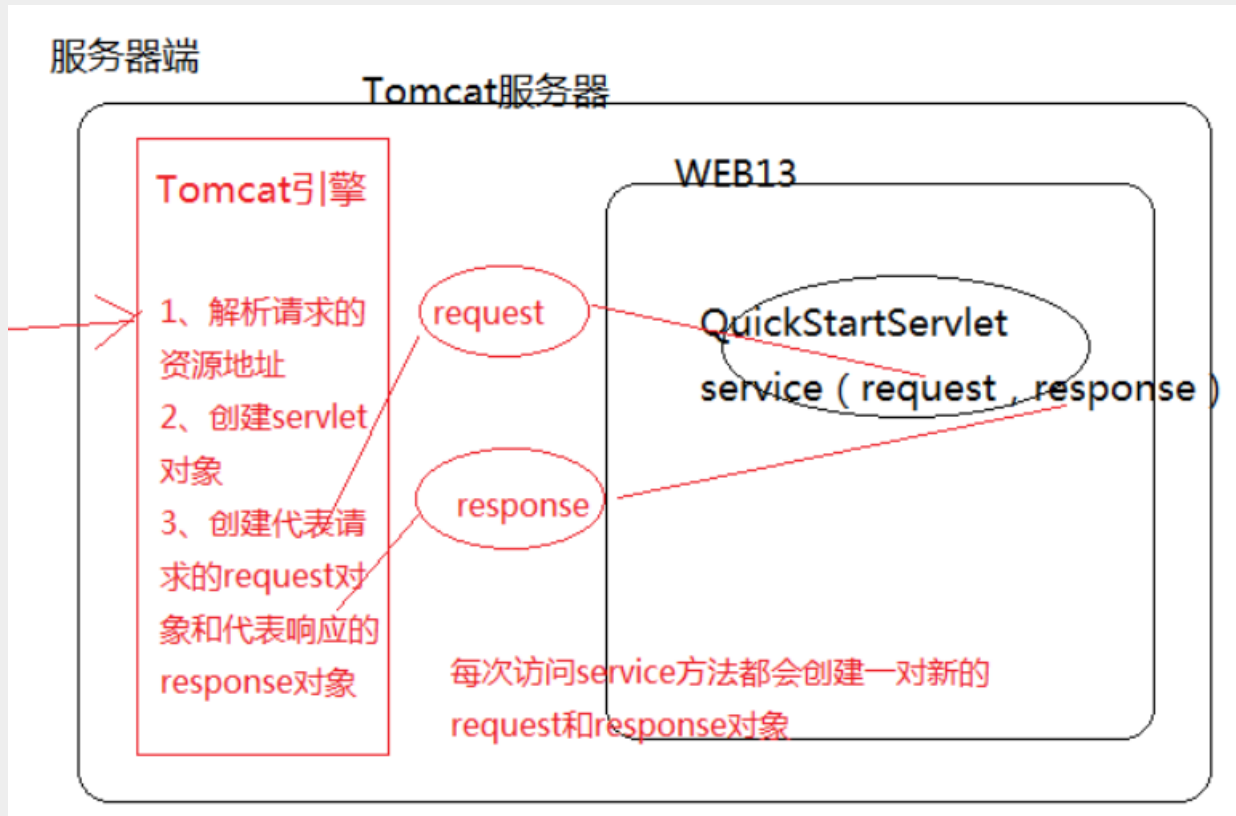 服务器端
Tomcat服务器
Tomcat引擎
1、解析请求的
资源地址
2、创建servlet
对象
3、创建代表请
求的request对
象和代表响应的
response对象
request
response
WEB13
QuickStartServlet
service（request，response）
每次访问service方法都会创建一对新的
request和response对象